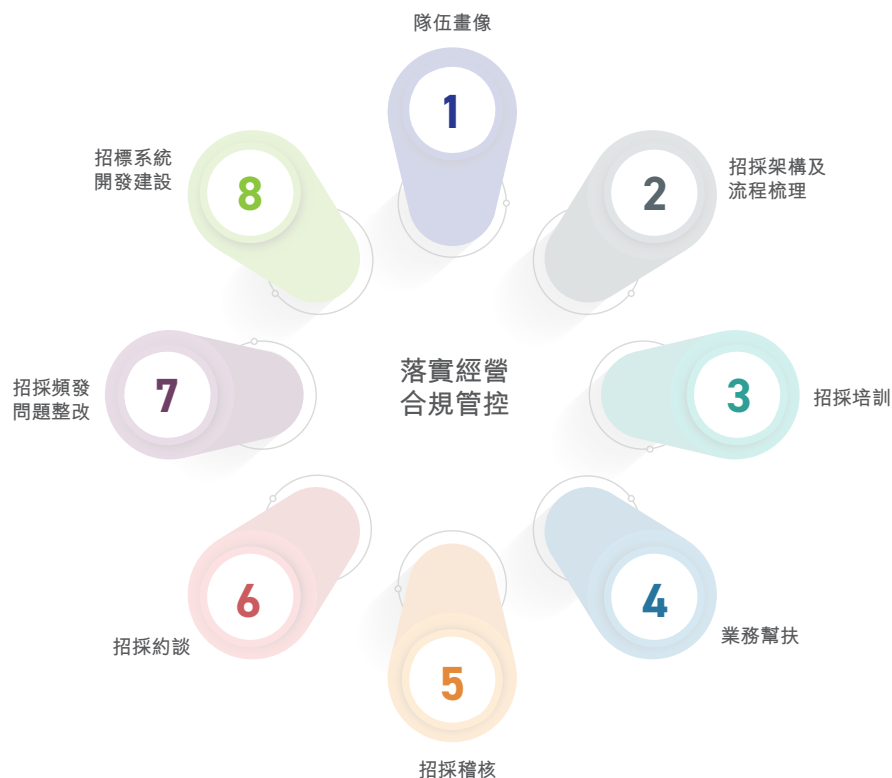 隊伍畫像
1
2
招採架構及
流程梳理
3
招採培訓
4
業務幫扶
5
招採稽核
6
招採約談
7
招採頻發
問題整改
8
招標系統
開發建設
落實經營
合規管控